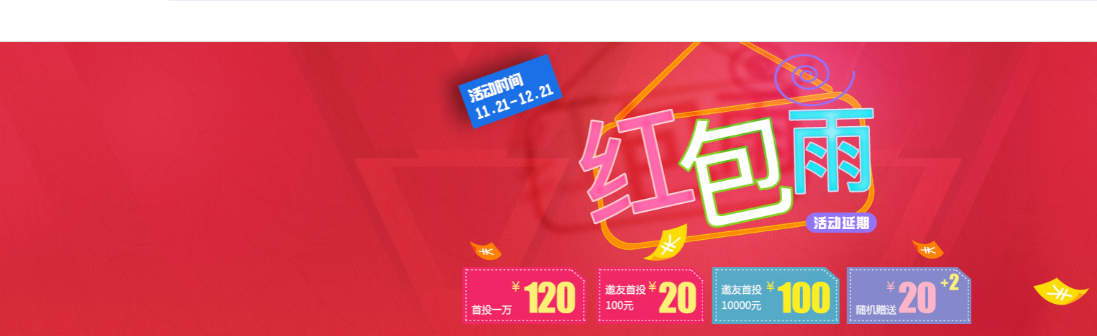 活动时间
11.21-12.21
红包雨
活动延期
首投一万 ¥120
邀友首投
100元
¥20
邀友首投
10000元
¥100
随机赠送 ¥20+2